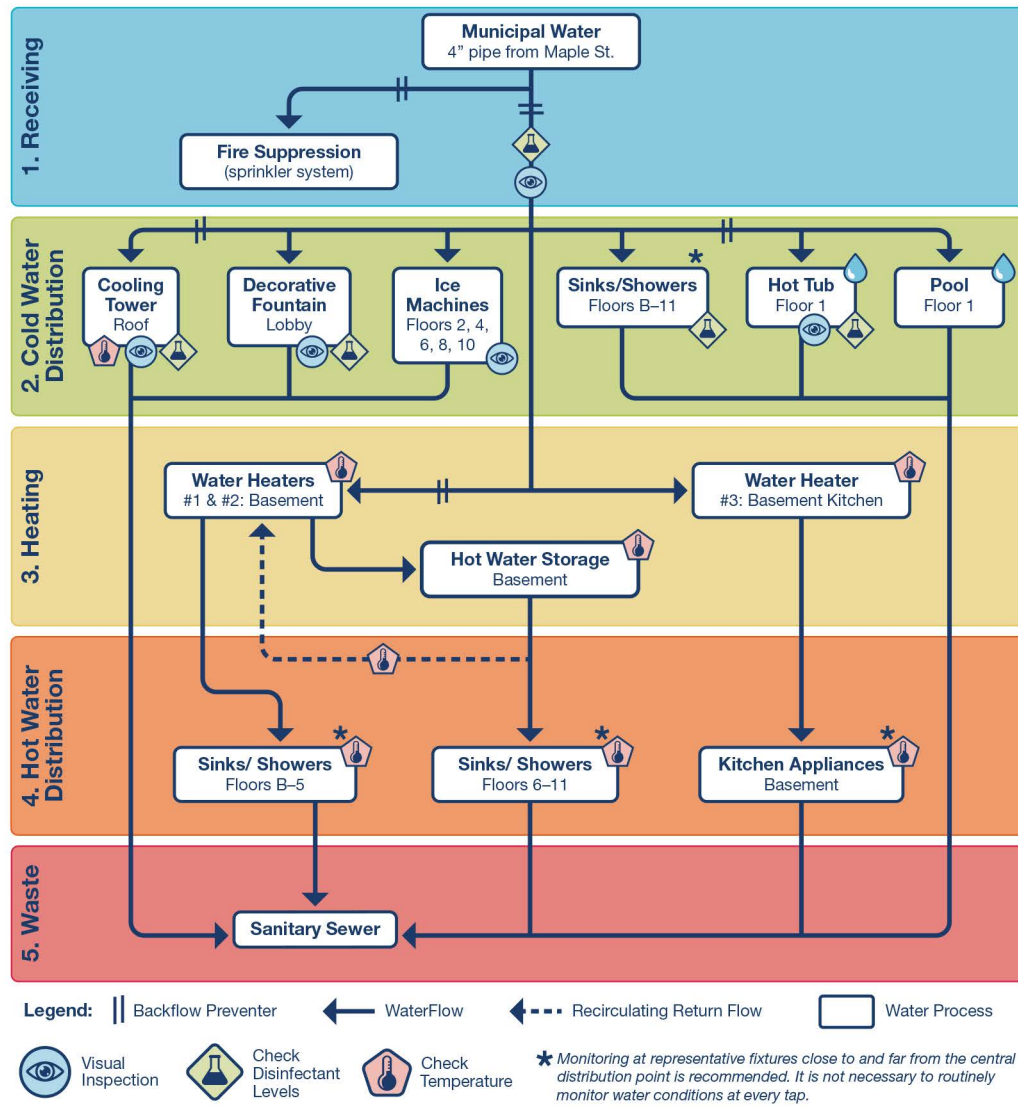 1. Receiving
Municipal Water
4” pipe from Maple St.
Fire Suppression
(sprinkler system)
2. Cold Water
Distribution
Cooling
Tower
Roof
Decorative
Fountain
Lobby
Ice
Machines
Floors 2, 4,
6, 8, 10
Sinks/Showers
Floors B–11
*
Hot Tub
Floor 1
Pool
Floor 1
3. Heating
Water Heaters
#1 & #2: Basement
Water Heater
#3: Basement Kitchen
Hot Water Storage
Basement
4. Hot Water
Distribution
*
Sinks/ Showers
Floors B–5
*
Sinks/ Showers
Floors 6–11
*
Kitchen Appliances
Basement
5. Waste
Sanitary Sewer
Legend:
Backflow Preventer
WaterFlow
Recirculating Return Flow
Water Process
Visual
Inspection
Check
Disinfectant
Levels
Check
Temperature
* Monitoring at representative fixtures close to and far from the central
distribution point is recommended. It is not necessary to routinely
monitor water conditions at every tap.